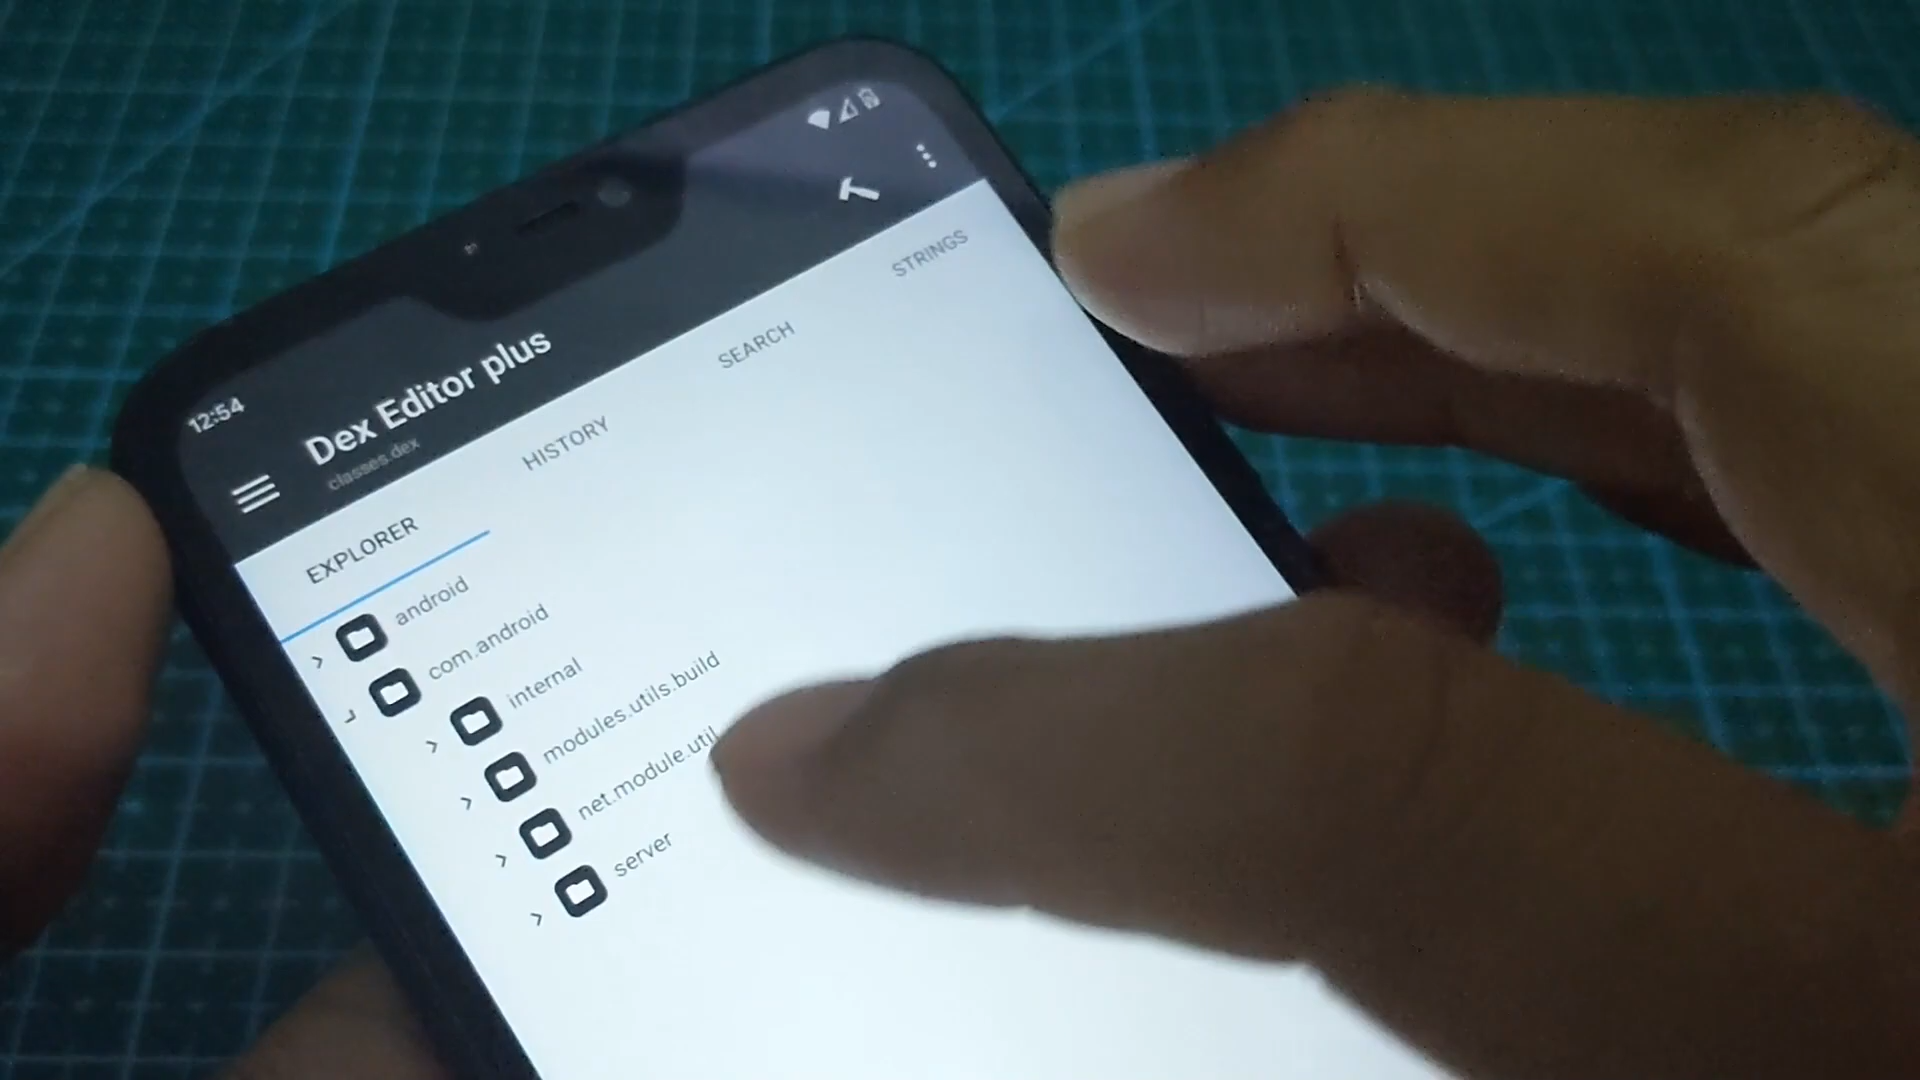 12:54
Dex Editor plus
classes.dex
EXPLORER
HISTORY
SEARCH
STRINGS
android
com.android
internal
modules.utils.build
net.module.util
server